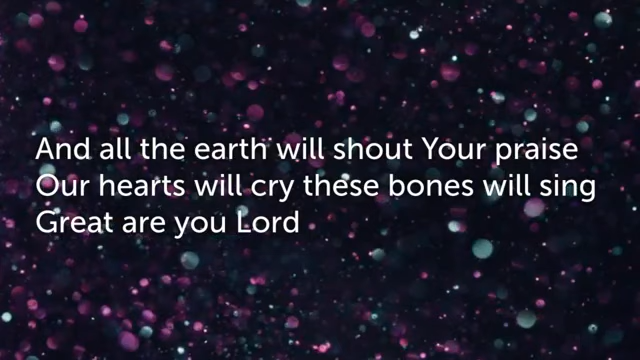 And all the earth will shout Your praise
Our hearts will cry these bones will sing
Great are you Lord